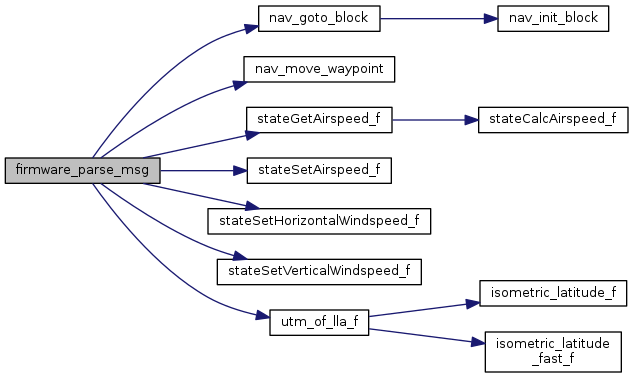 nav_goto_block
nav_init_block
nav_move_waypoint
stateGetAirspeed_f
stateCalcAirspeed_f
firmware_parse_msg
stateSetAirspeed_f
stateSetHorizontalWindspeed_f
stateSetVerticalWindspeed_f
isometric_latitude_f
utm_of_lla_f
isometric_latitude
_fast_f